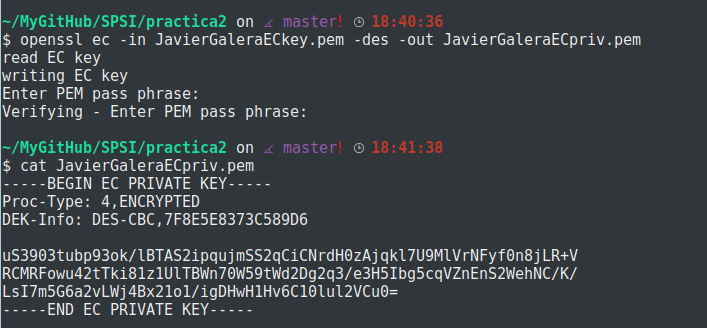 ~/MyGitHub/SPSI/practica2 on master! 18:40:36
$ openssl ec -in JavierGaleraECkey.pem -des -out JavierGaleraECpriv.pem
read EC key
writing EC key
Enter PEM pass phrase:
Verifying - Enter PEM pass phrase:
~/MyGitHub/SPSI/practica2 on master! 18:41:38
$ cat JavierGaleraECpriv.pem
-----BEGIN EC PRIVATE KEY-----
Proc-Type: 4,ENCRYPTED
DEK-Info: DES-CBC,7F8E5E8373C589D6
uS3903tubp93ok/lBTAS2ipqujmSS2qCiCNrdH0zAjqkl7U9MlVrNFyf0n8jLR+V
RCMRFowu42tTki81z1UlTBWn70W59tWd2Dg2q3/e3H5Ibg5cqVZnEnS2WehNC/K/
LsI7m5G6a2vLWj4Bx21o1/igDHwH1Hv6C10lul2VCu0=
-----END EC PRIVATE KEY-----